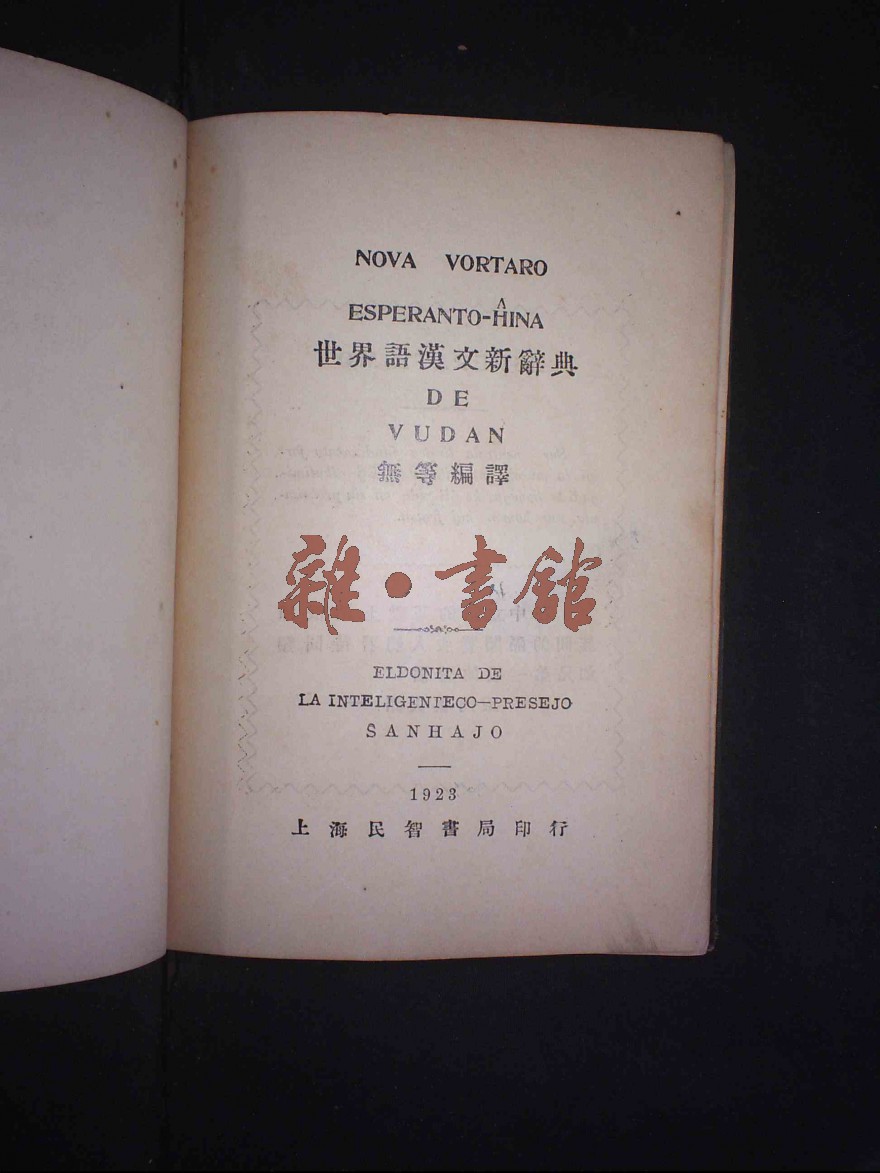 NOVA VORTARO
ESPERANTO-ĤINA
世界語漢文新辭典
DE
VUDAN
無等編譯
雜·書館
ELDONITA DE
LA INTELIGENTECO—PRESEJO
ŜANHAJO
1923
上海民智書局印行